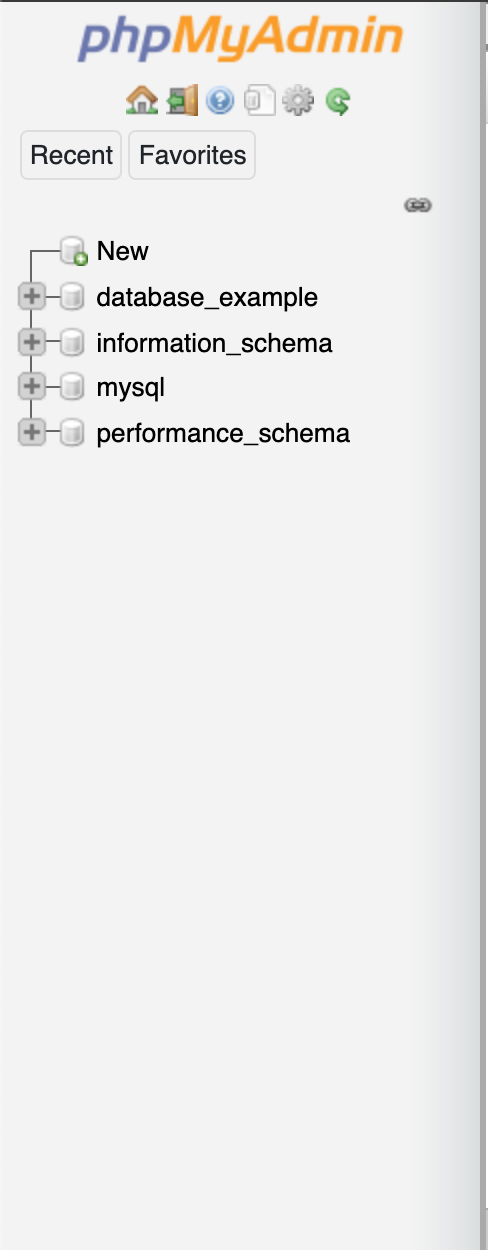 phpMyAdmin
Recent Favorites
New
database_example
information_schema
mysql
performance_schema